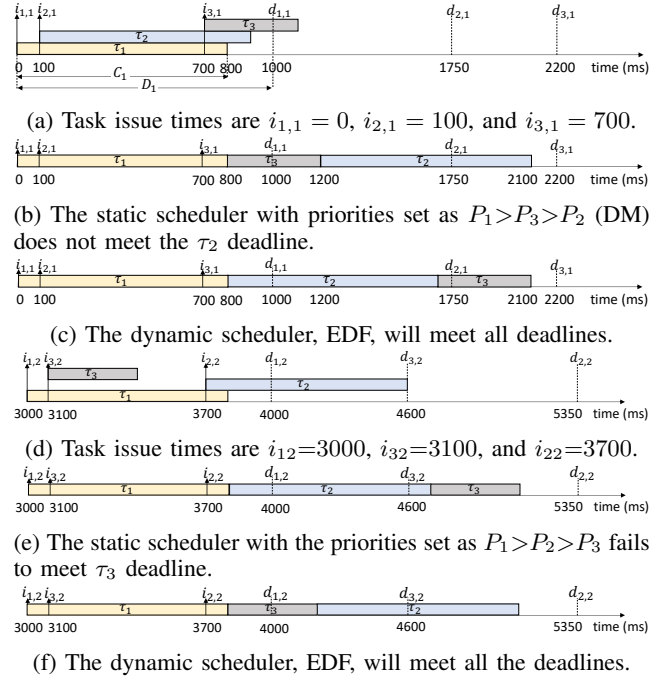 i1,1 i2,1 i3,1 d1,1 d2,1 d3,1
τ3
τ2
τ1
0 100 700 800 1000 1750 2200 time (ms)
C1
D1
(a) Task issue times are i1,1 = 0, i2,1 = 100, and i3,1 = 700.
i1,1 i2,1 i3,1 d1,1 d2,1 d3,1
τ1 τ3 τ2
0 100 700 800 1000 1200 1750 2100 2200 time (ms)
(b) The static scheduler with priorities set as P1>P3>P2 (DM)
does not meet the τ2 deadline.
i1,1 i2,1 i3,1 d1,1 d2,1 d3,1
τ1 τ2 τ3
0 100 700 800 1000 1200 1750 2100 2200 time (ms)
(c) The dynamic scheduler, EDF, will meet all deadlines.
i1,2 i3,2 i2,2 d1,2 d3,2 d2,2
τ3
τ2
τ1
3000 3100 3700 4000 4600 5350 time (ms)
(d) Task issue times are i12=3000, i32=3100, and i22=3700.
i1,2 i3,2 i2,2 d1,2 d3,2 d2,2
τ1 τ2 τ3
3000 3100 3700 4000 4600 5350 time (ms)
(e) The static scheduler with the priorities set as P1>P2>P3 fails
to meet τ3 deadline.
i1,2 i3,2 i2,2 d1,2 d3,2 d2,2
τ1 τ3 τ2
3000 3100 3700 4000 4600 5350 time (ms)
(f) The dynamic scheduler, EDF, will meet all the deadlines.